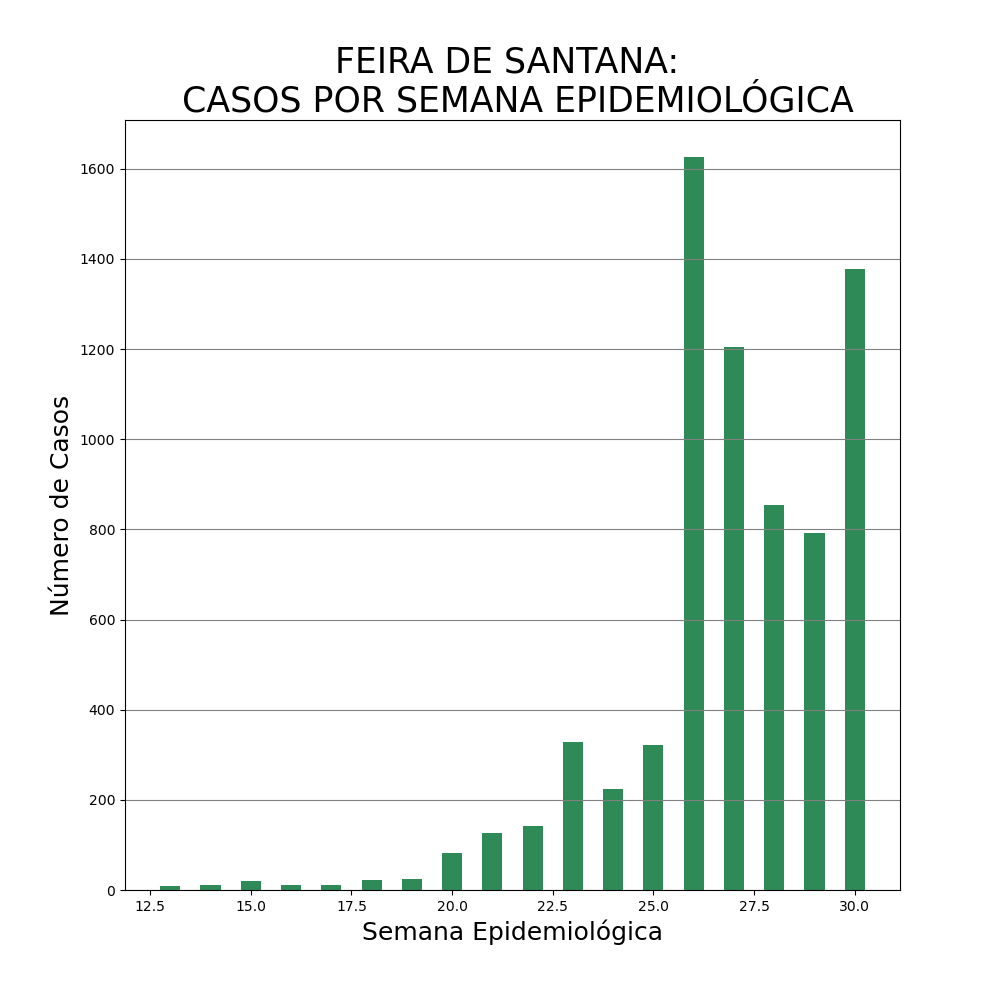 FEIRA DE SANTANA:
CASOS POR SEMANA EPIDEMIOLÓGICA
1600
1400
1200
1000
800
600
400
200
0
Número de Casos
12.5 15.0 17.5 20.0 22.5 25.0 27.5 30.0
Semana Epidemiológica